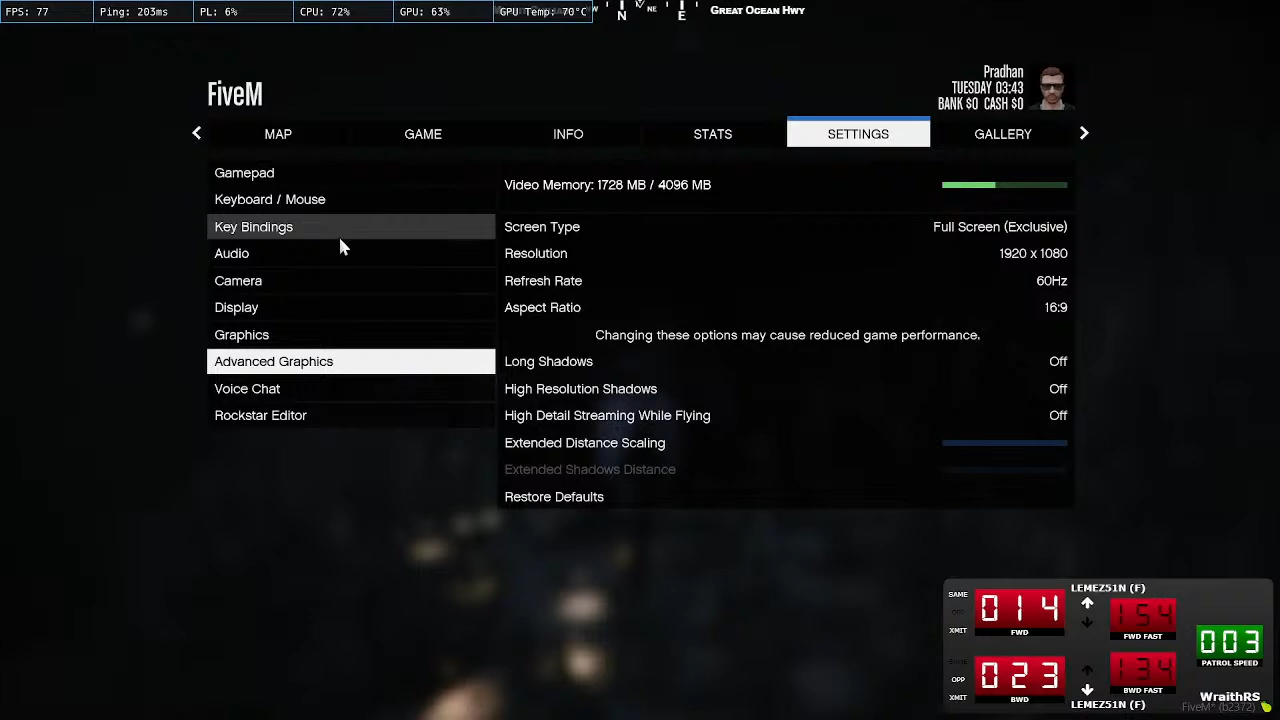 FPS: 77 Ping: 203ms PL: 6% CPU: 72% GPU: 63% GPU Temp: 70°C
N NE E GREAT OCEAN HWY
FiveM
Pradhan
TUESDAY 03:43
BANK $0 CASH $0
MAP GAME INFO STATS SETTINGS GALLERY
Gamepad
Keyboard / Mouse
Key Bindings
Audio
Camera
Display
Graphics
Advanced Graphics
Voice Chat
Rockstar Editor
Video Memory: 1728 MB / 4096 MB
Screen Type Full Screen (Exclusive)
Resolution 1920 x 1080
Refresh Rate 60Hz
Aspect Ratio 16:9
Changing these options may cause reduced game performance.
Long Shadows Off
High Resolution Shadows Off
High Detail Streaming While Flying Off
Extended Distance Scaling
Extended Shadows Distance
Restore Defaults
LEMEZ51N (F)
SAME
OPP
XMIT
014
FWD
154
FWD FAST
003
PATROL SPEED
SAME
OPP
XMIT
023
BWD
134
BWD FAST
LEMEZ51N (F)
WraithRS
FiveM* (b2372)